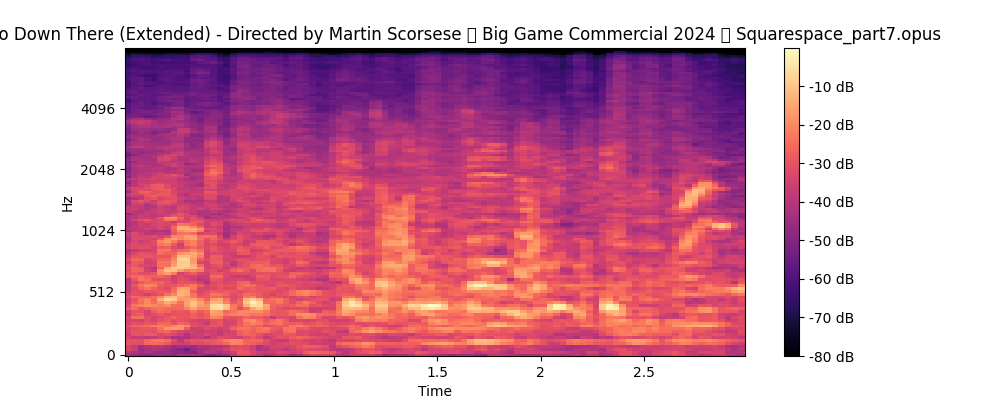 o Down There (Extended) - Directed by Martin Scorsese  Big Game Commercial 2024  Squarespace_part7.opus
4096
2048
1024
512
0
Hz
0
0.5
1
1.5
2
2.5
Time
-10 dB
-20 dB
-30 dB
-40 dB
-50 dB
-60 dB
-70 dB
-80 dB